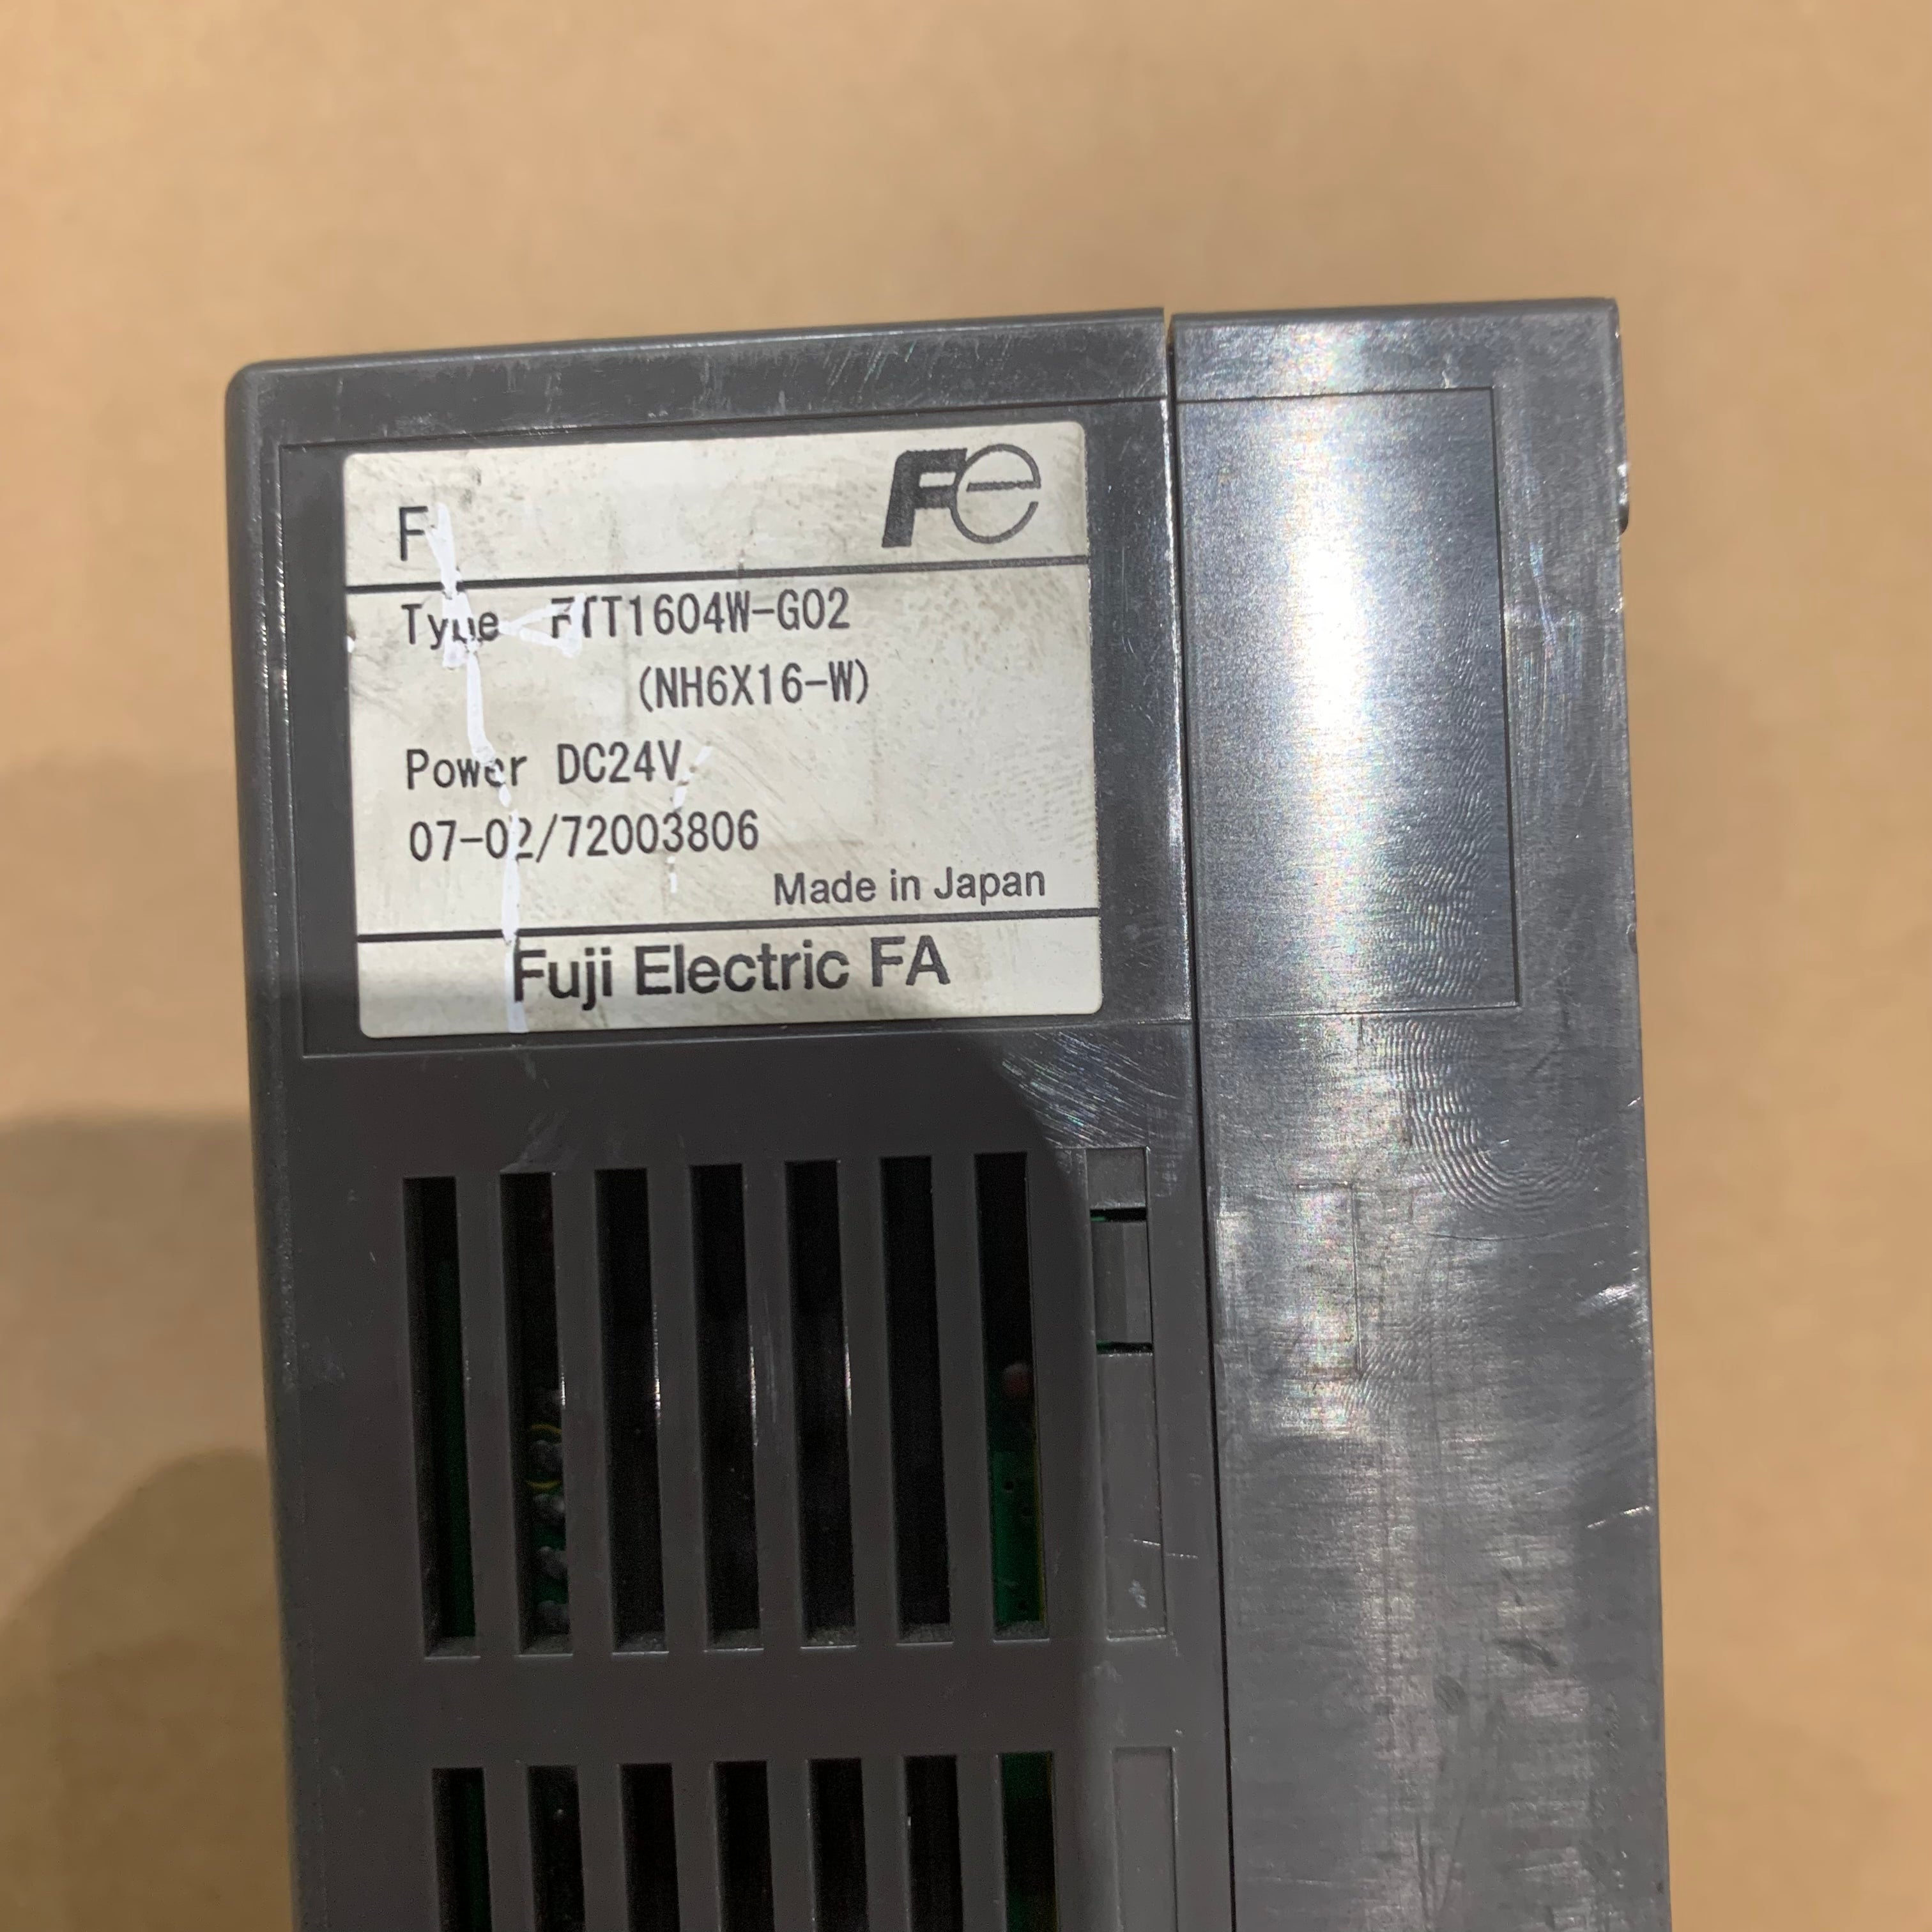 F
Fe
Type FTT1604W-G02
(NH6X16-W)
Power DC24V
07-02/72003806
Made in Japan
Fuji Electric FA